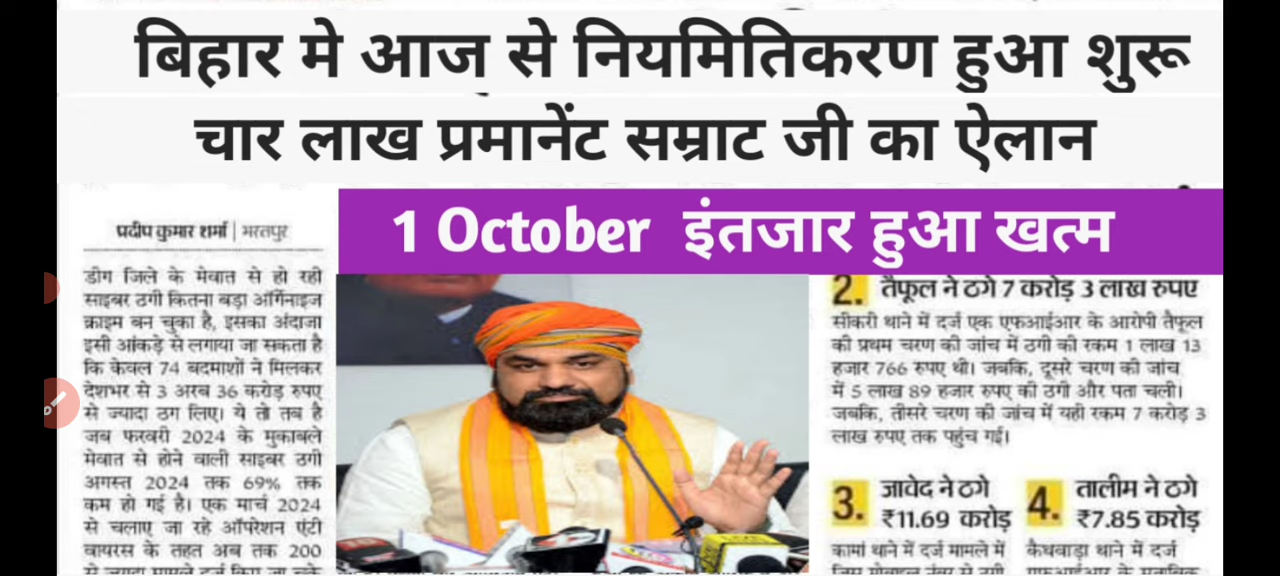 बिहार मे आज से नियमितिकरण हुआ शुरू
चार लाख प्रमानेंट सम्राट जी का ऐलान
1 October इंतजार हुआ खत्म
प्रदीप कुमार शर्मा | भरतपुर
डीग जिले के मेवात से हो रही
साइबर ठगी कितना बड़ा ऑर्गेनाइज
क्राइम बन चुका है, इसका अंदाजा
इसी आंकड़े से लगाया जा सकता है
कि केवल 74 बदमाशों ने मिलकर
देशभर से 3 अरब 36 करोड़ रुपए
से ज्यादा ठग लिए। ये तो तब है
जब फरवरी 2024 के मुकाबले
मेवात से होने वाली साइबर ठगी
अगस्त 2024 तक 69% तक
कम हो गई है। एक मार्च 2024
से चलाए जा रहे ऑपरेशन एंटी
वायरस के तहत अब तक 200
से ज्यादा मामले दर्ज किए जा चुके
2. तैफूल ने ठगे 7 करोड़ 3 लाख रुपए
सीकरी थाने में दर्ज एक एफआईआर के आरोपी तैफूल
की प्रथम चरण की जांच में ठगी की रकम 1 लाख 13
हजार 766 रुपए थी। जबकि, दूसरे चरण की जांच
में 5 लाख 89 हजार रुपए की ठगी और पता चली।
जबकि, तीसरे चरण की जांच में यही रकम 7 करोड़ 3
लाख रुपए तक पहुंच गई।
3. जावेद ने ठगे
₹11.69 करोड़
कामां थाने में दर्ज मामले में
जिस मोबाइल नंबर से ठगी
4. तालीम ने ठगे
₹7.85 करोड़
कैथवाड़ा थाने में दर्ज
एफआईआर के मुताबिक